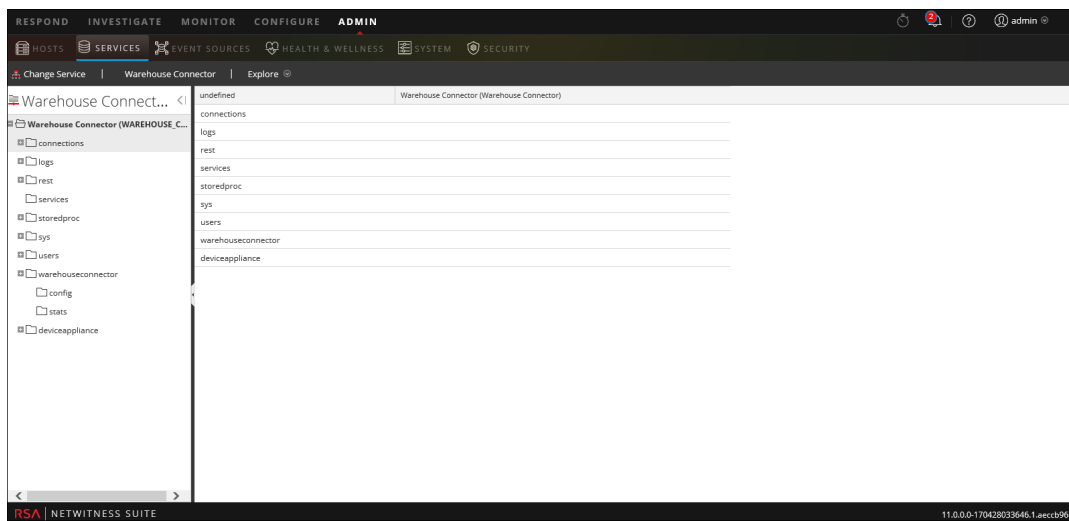 RESPOND INVESTIGATE MONITOR CONFIGURE ADMIN 2 admin
HOSTS SERVICES EVENT SOURCES HEALTH & WELLNESS SYSTEM SECURITY
Change Service | Warehouse Connector | Explore
Warehouse Connect...
Warehouse Connector (WAREHOUSE_C...
connections
logs
rest
services
storedproc
sys
users
warehouseconnector
config
stats
deviceappliance
undefined Warehouse Connector (Warehouse Connector)
connections
logs
rest
services
storedproc
sys
users
warehouseconnector
deviceappliance
RSA | NETWITNESS SUITE 11.0.0.0-170428033646.1.aeccb96